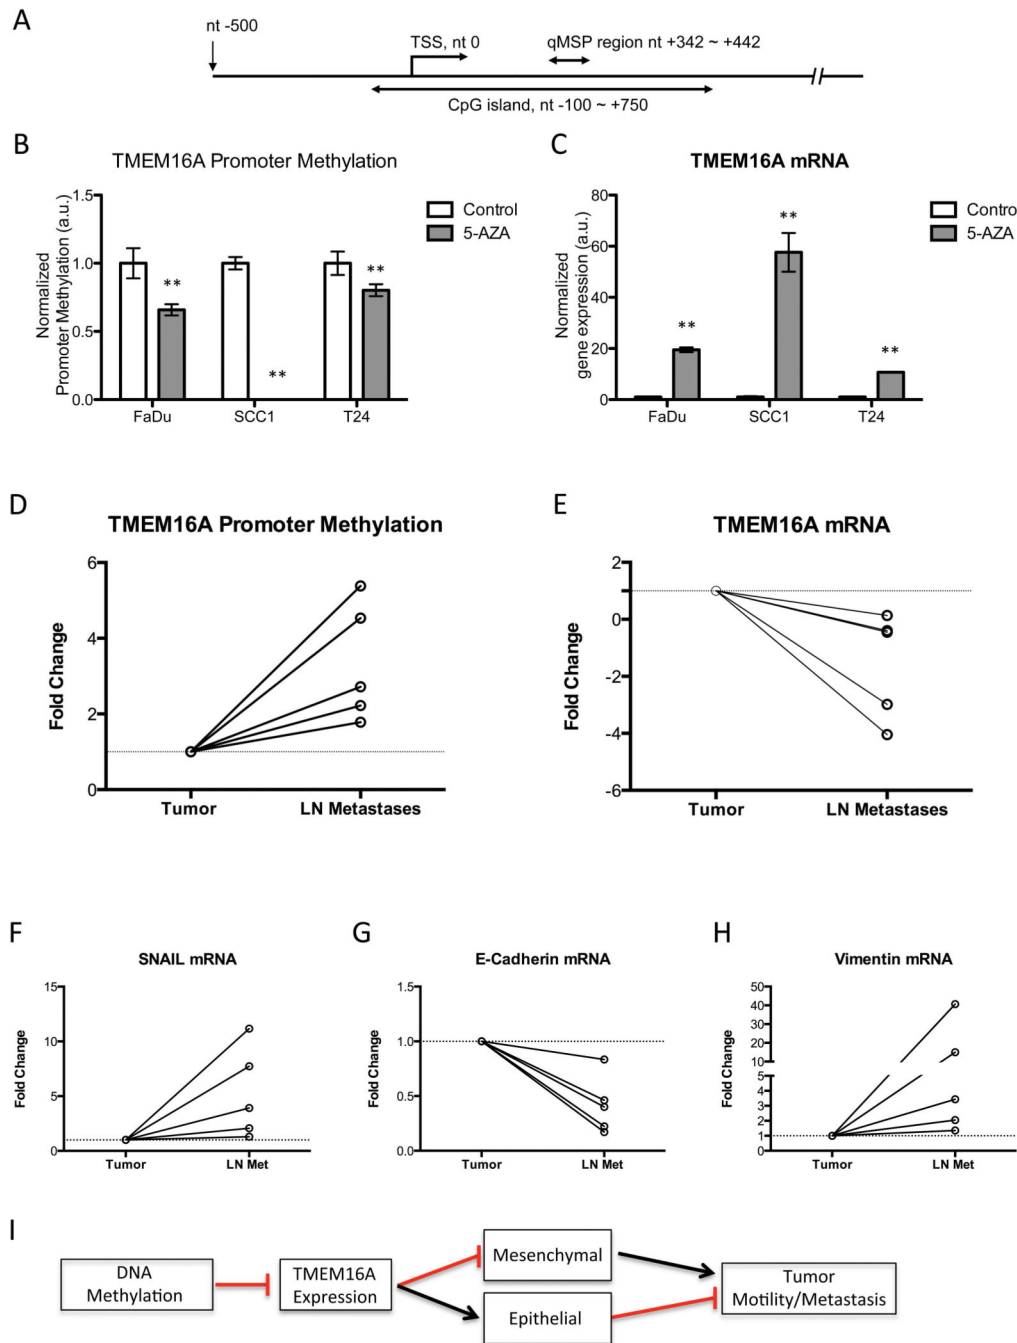 A
nt -500
TSS, nt 0
qMSP region nt +342 ~ +442
CpG island, nt -100 ~ +750
B
TMEM16A Promoter Methylation
Normalized
Promoter Methylation (a.u.)
1.5
1.0
0.5
0.0
**
**
**
FaDu
SCC1
T24
Control
5-AZA
C
TMEM16A mRNA
Normalized
gene expression (a.u.)
80
60
40
20
0
**
**
**
FaDu
SCC1
T24
Contro
5-AZA
D
TMEM16A Promoter Methylation
Fold Change
6
4
2
0
Tumor
LN Metastases
E
TMEM16A mRNA
Fold Change
2
0
-2
-4
-6
Tumor
LN Metastases
F
SNAIL mRNA
Fold Change
15
10
5
0
Tumor
LN Met
G
E-Cadherin mRNA
Fold Change
1.5
1.0
0.5
0.0
Tumor
LN Met
H
Vimentin mRNA
Fold Change
50
40
30
20
10
5
4
3
2
1
0
Tumor
LN Met
I
DNA
Methylation
TMEM16A
Expression
Mesenchymal
Epithelial
Tumor
Motility/Metastasis